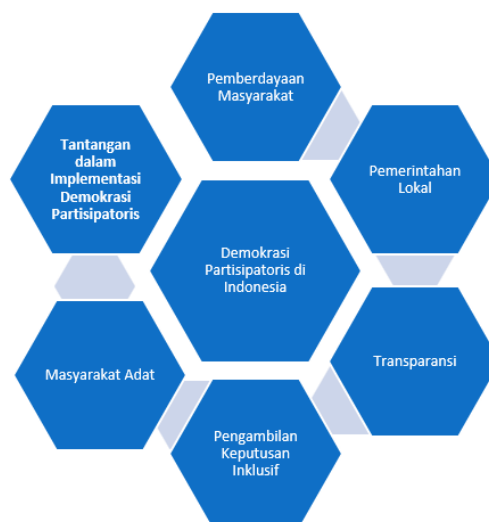 Pemberdayaan
Masyarakat
Tantangan
dalam
Implementasi
Demokrasi
Partisipatoris
Pemerintahan
Lokal
Demokrasi
Partisipatoris di
Indonesia
Masyarakat Adat
Transparansi
Pengambilan
Keputusan
Inklusif